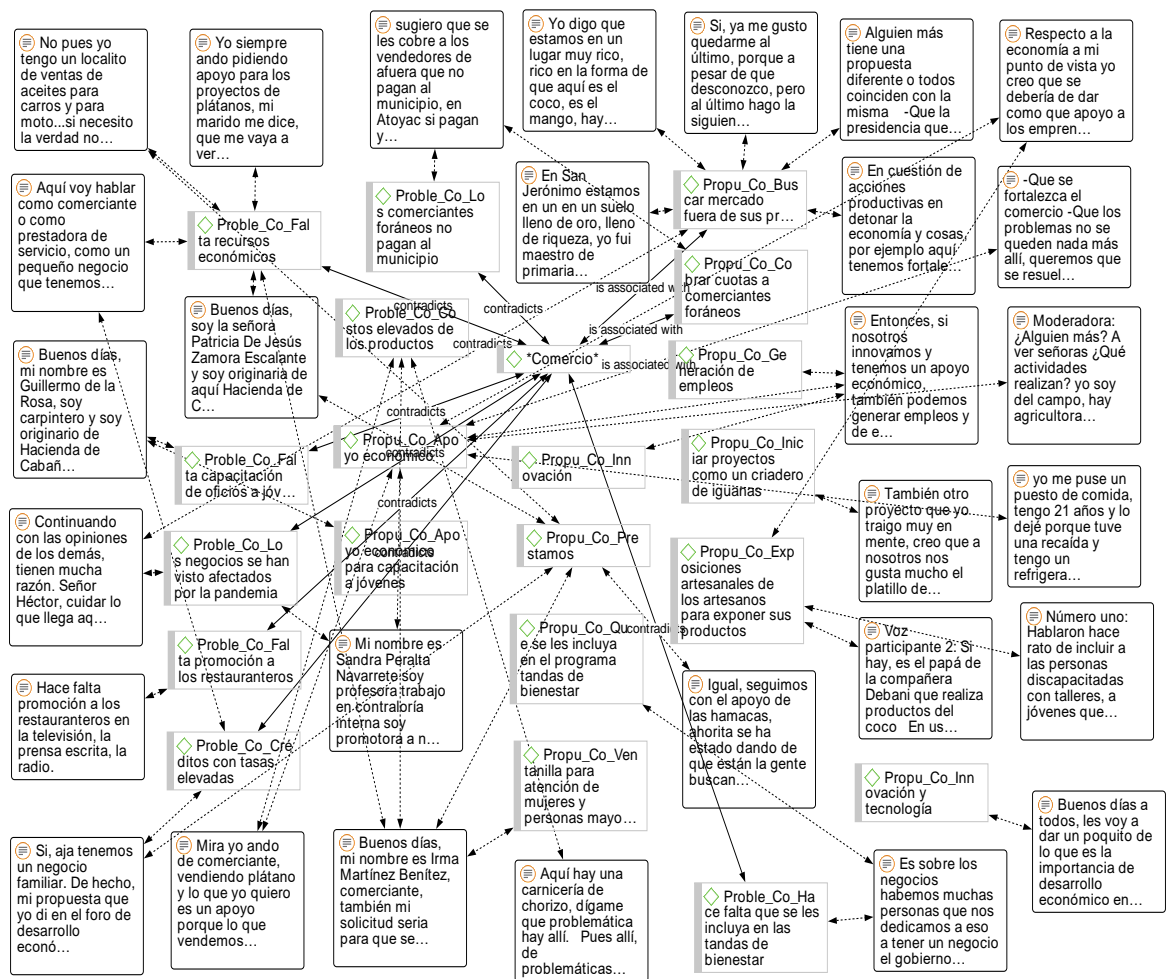 No pues yo
tengo un localito
de ventas de
aceites para
carros y para
moto...si necesito
la verdad no…
Yo siempre
ando pidiendo
apoyo para los
proyectos de
plátanos, mi
marido me dice,
que me vaya a
ver…
sugiero que se
les cobre a los
vendedores de
afuera que no
pagan al
municipio, en
Atoyac si pagan
y…
Yo digo que
estamos en un
lugar muy rico,
rico en la forma de
que aquí es el
coco, es el
mango, hay…
Si, ya me gusto
quedarme al
último, porque a
pesar de que
desconozco, pero
al último hago la
siguien…
Alguien más
tiene una
propuesta
diferente o todos
coinciden con la
misma -Que la
presidencia que…
Respecto a la
economía a mi
punto de vista yo
creo que se
debería de dar
como que apoyo a
los empren…
Aquí voy hablar
como comerciante
o como
prestadora de
servicio, como un
pequeño negocio
que tenemos…
Proble_Co_Fal
ta recursos
económicos
Proble_Co_Lo
s comerciantes
foráneos no
pagan al
municipio
En San
Jerónimo estamos
en un en un suelo
lleno de oro, lleno
de riqueza, yo fui
maestro de
primaria…
Propu_Co_Bus
car mercado
fuera de sus pr…
En cuestión de
acciones
productivas en
detonar la
economía y cosas,
por ejemplo aquí
tenemos fortale…
-Que se
fortalezca el
comercio -Que los
problemas no se
queden nada más
allí, queremos que
se resuel…
Propu_Co_Co
brar cuotas a
comerciantes
foráneos
Buenos días,
soy la señora
Patricia De Jesús
Zamora Escalante
y soy originaria de
aquí Hacienda de
C…
Proble_Co_Ga
stos elevados de
los productos
contradicts
contradicts
contradicts
is associated with
is associated with
is associated with
*Comercio*
Propu_Co_Ge
neración de
empleos
Entonces, si
nosotros
innovamos y
tenemos un apoyo
económico,
también podemos
generar empleos y
de e…
Moderadora:
¿Alguien más? A
ver señoras ¿Qué
actividades
realizan? yo soy
del campo, hay
agricultora…
Buenos días,
mi nombre es
Guillermo de la
Rosa, soy
carpintero y soy
originario de
Hacienda de
Cabañ…
contradicts
Proble_Co_Fal
ta capacitación
de oficios a jóv…
Propu_Co_Apo
yo económico
contradicts
Propu_Co_Inn
ovación
Propu_Co_Inic
iar proyectos
como un criadero
de iguanas
También otro
proyecto que yo
traigo muy en
mente, creo que a
nosotros nos
gusta mucho el
platillo de…
yo me puse un
puesto de comida,
tengo 21 años y lo
dejé porque tuve
una recaída y
tengo un
refrigera…
contradicts
Continuando
con las opiniones
de los demás,
tienen mucha
razón. Señor
Héctor, cuidar lo
que llega aq…
Proble_Co_Lo
s negocios se han
visto afectados
por la pandemia
Propu_Co_Apo
yo económico
para capacitación
a jóvenes
contradicts
Propu_Co_Pre
stamos
Propu_Co_Exp
osiciones
artesanales de
los artesanos
para exponer sus
productos
Voz
participante 2: Si
hay, es el papá de
la compañera
Debani que realiza
productos del
coco En us…
Número uno:
Hablaron hace
rato de incluir a
las personas
discapacitadas
con talleres, a
jóvenes que…
Proble_Co_Fal
ta promoción a
los restauranteros
Mi nombre es
Sandra Peralta
Navarrete soy
profesora trabajo
en contraloría
interna soy
promotora a n…
Propu_Co_Qu
e se les incluya
en el programa
tandas de
bienestar
contradicts
Igual, seguimos
con el apoyo de
las hamacas,
ahorita se ha
estado dando de
que están la gente
buscan…
Hace falta
promoción a los
restauranteros en
la televisión, la
prensa escrita, la
radio.
Proble_Co_Cré
ditos con tasas
elevadas
Propu_Co_Ven
tanilla para
atención de
mujeres y
personas mayo…
Propu_Co_Inn
ovación y
tecnología
Buenos días a
todos, les voy a
dar un poquito de
lo que es la
importancia de
desarrollo
económico en…
Si, aja tenemos
un negocio
familiar. De hecho,
mi propuesta que
yo di en el foro de
desarrollo
econó…
Mira yo ando
de comerciante,
vendiendo plátano
y lo que yo quiero
es un apoyo
porque lo que
vendemos…
Buenos días,
mi nombre es Irma
Martínez Benítez,
comerciante,
también mi
solicitud seria
para que se…
Aquí hay una
carnicería de
chorizo, dígame
que problemática
hay allí. Pues allí,
de
problemáticas…
Proble_Co_Ha
ce falta que se les
incluya en las
tandas de
bienestar
Es sobre los
negocios
habemos muchas
personas que nos
dedicamos a eso
a tener un negocio
el gobierno…